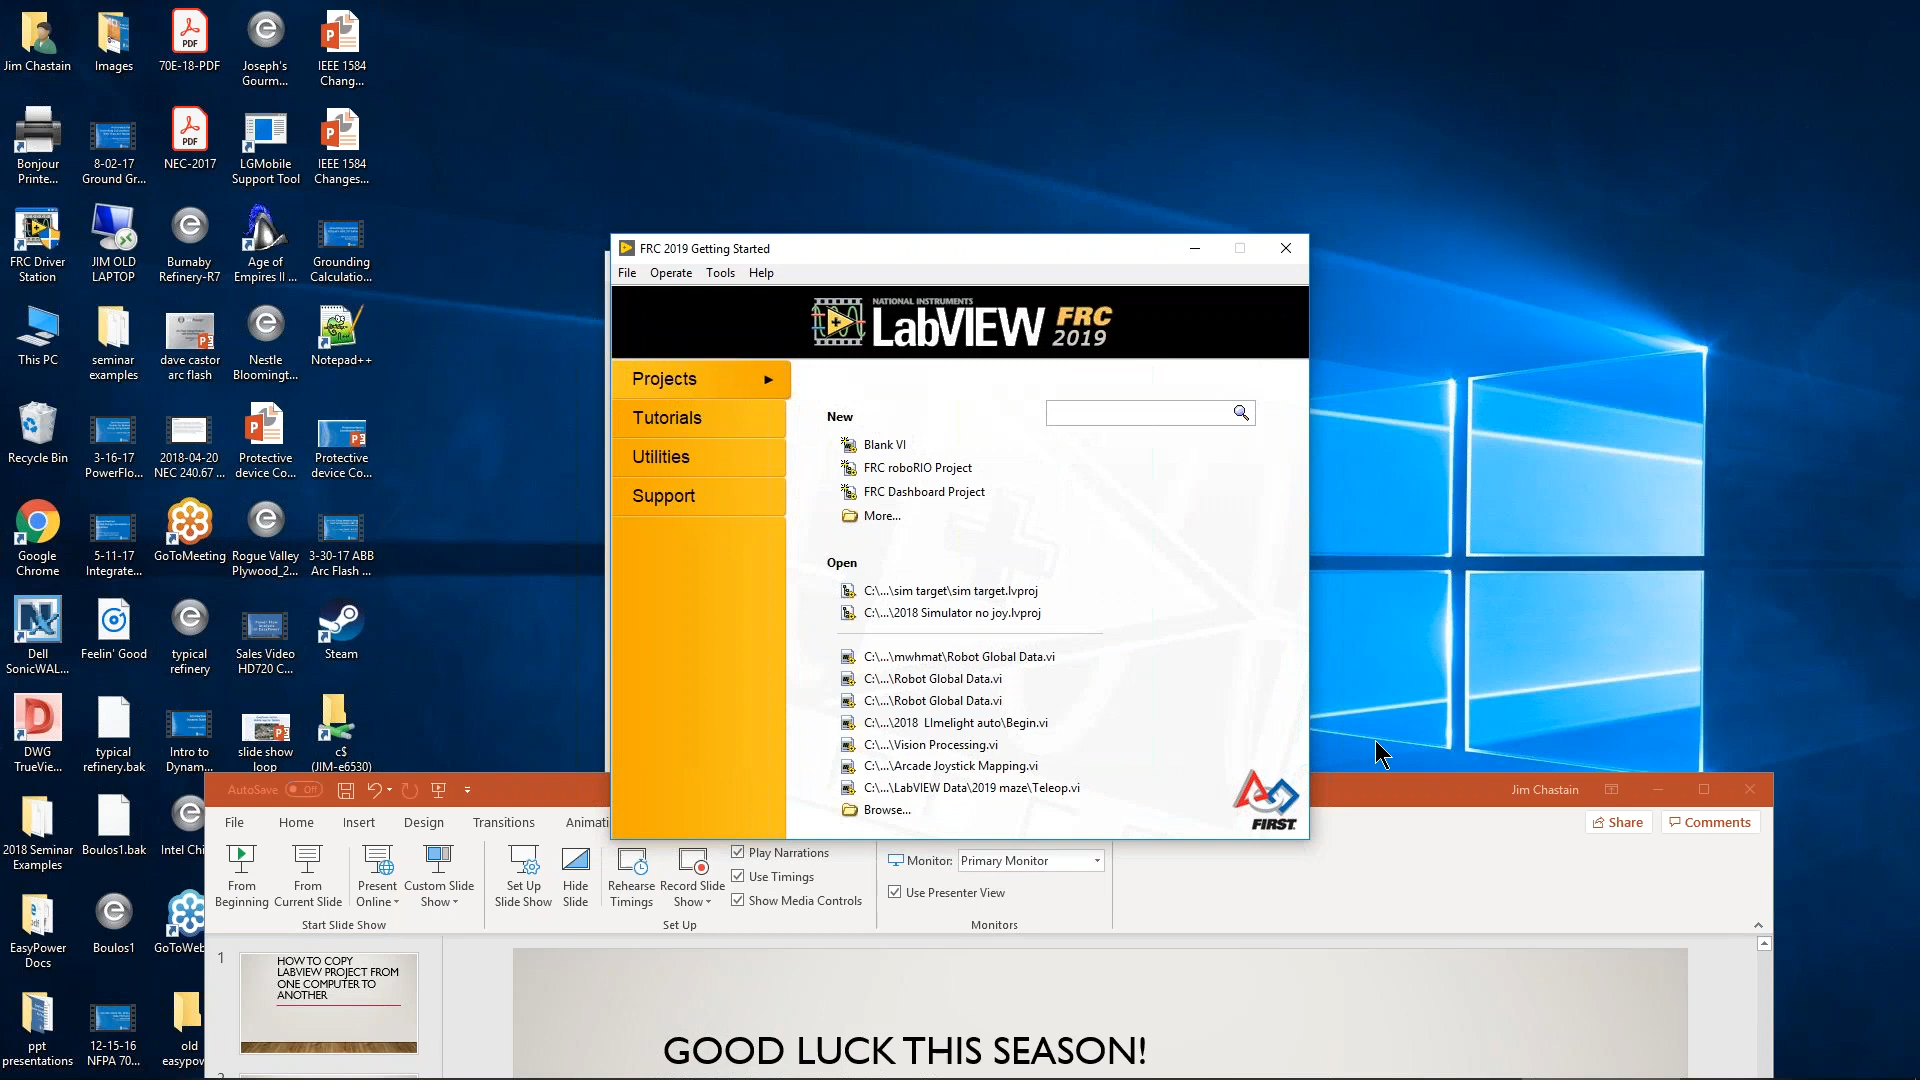 Jim Chastain
Images
70E-18-PDF
Joseph's
Gourm...
IEEE 1584
Chang...
Bonjour
Printe...
8-02-17
Ground Gr...
NEC-2017
LGMobile
Support Tool
IEEE 1584
Changes...
FRC Driver
Station
JIM OLD
LAPTOP
Burnaby
Refinery-R7
Age of
Empires II ...
Grounding
Calculatio...
This PC
seminar
examples
dave castor
arc flash
Nestle
Bloomingt...
Notepad++
Recycle Bin
3-16-17
PowerFlo...
2018-04-20
NEC 240.67 ...
Protective
device Co...
Protective
device Co...
Google
Chrome
5-11-17
Integrate...
GoToMeeting
Rogue Valley
Plywood_2...
3-30-17 ABB
Arc Flash ...
Dell
SonicWAL...
Feelin' Good
typical
refinery
Sales Video
HD720 C...
Steam
DWG
TrueVie...
typical
refinery.bak
Intro to
Dynam...
slide show
loop
c$
(JIM-e6530)
2018 Seminar
Examples
Boulos1.bak
Intel Chi
EasyPower
Docs
Boulos1
GoToWeb
ppt
presentations
12-15-16
NFPA 70...
old
easypow
FRC 2019 Getting Started
File Operate Tools Help
NATIONAL INSTRUMENTS
LabVIEW FRC 2019
Projects
Tutorials
Utilities
Support
New
Blank VI
FRC roboRIO Project
FRC Dashboard Project
More...
Open
C:\...\sim target\sim target.lvproj
C:\...\2018 Simulator no joy.lvproj
C:\...\mwhmat\Robot Global Data.vi
C:\...\Robot Global Data.vi
C:\...\Robot Global Data.vi
C:\...\2018 LImelight auto\Begin.vi
C:\...\Vision Processing.vi
C:\...\Arcade Joystick Mapping.vi
C:\...\LabVIEW Data\2019 maze\Teleop.vi
Browse...
FIRST
AutoSave Off
Jim Chastain
File Home Insert Design Transitions Animati
Share Comments
From
Beginning
From
Current Slide
Present
Online
Custom Slide
Show
Start Slide Show
Set Up
Slide Show
Hide
Slide
Rehearse
Timings
Record Slide
Show
Play Narrations
Use Timings
Show Media Controls
Set Up
Monitor: Primary Monitor
Use Presenter View
Monitors
1
HOW TO COPY
LABVIEW PROJECT FROM
ONE COMPUTER TO
ANOTHER
GOOD LUCK THIS SEASON!